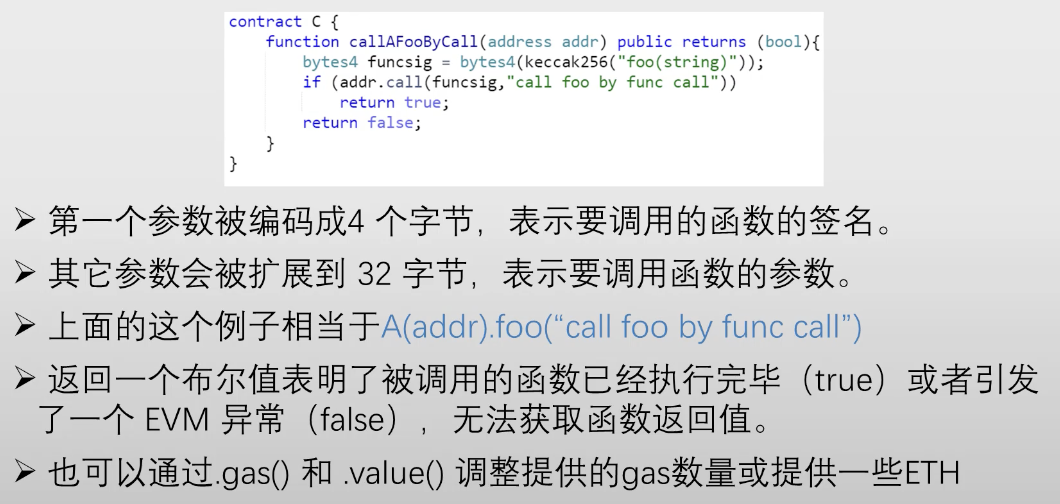 contract C {
function callAFooByCall(address addr) public returns (bool){
bytes4 funcsig = bytes4(keccak256("foo(string)"));
if (addr.call(funcsig,"call foo by func call"))
return true;
return false;
}
}
➢ 第一个参数被编码成4 个字节，表示要调用的函数的签名。
➢ 其它参数会被扩展到 32 字节，表示要调用函数的参数。
➢ 上面的这个例子相当于A(addr).foo(“call foo by func call”)
➢ 返回一个布尔值表明了被调用的函数已经执行完毕（true）或者引发
了一个 EVM 异常（false），无法获取函数返回值。
➢ 也可以通过.gas() 和 .value() 调整提供的gas数量或提供一些ETH